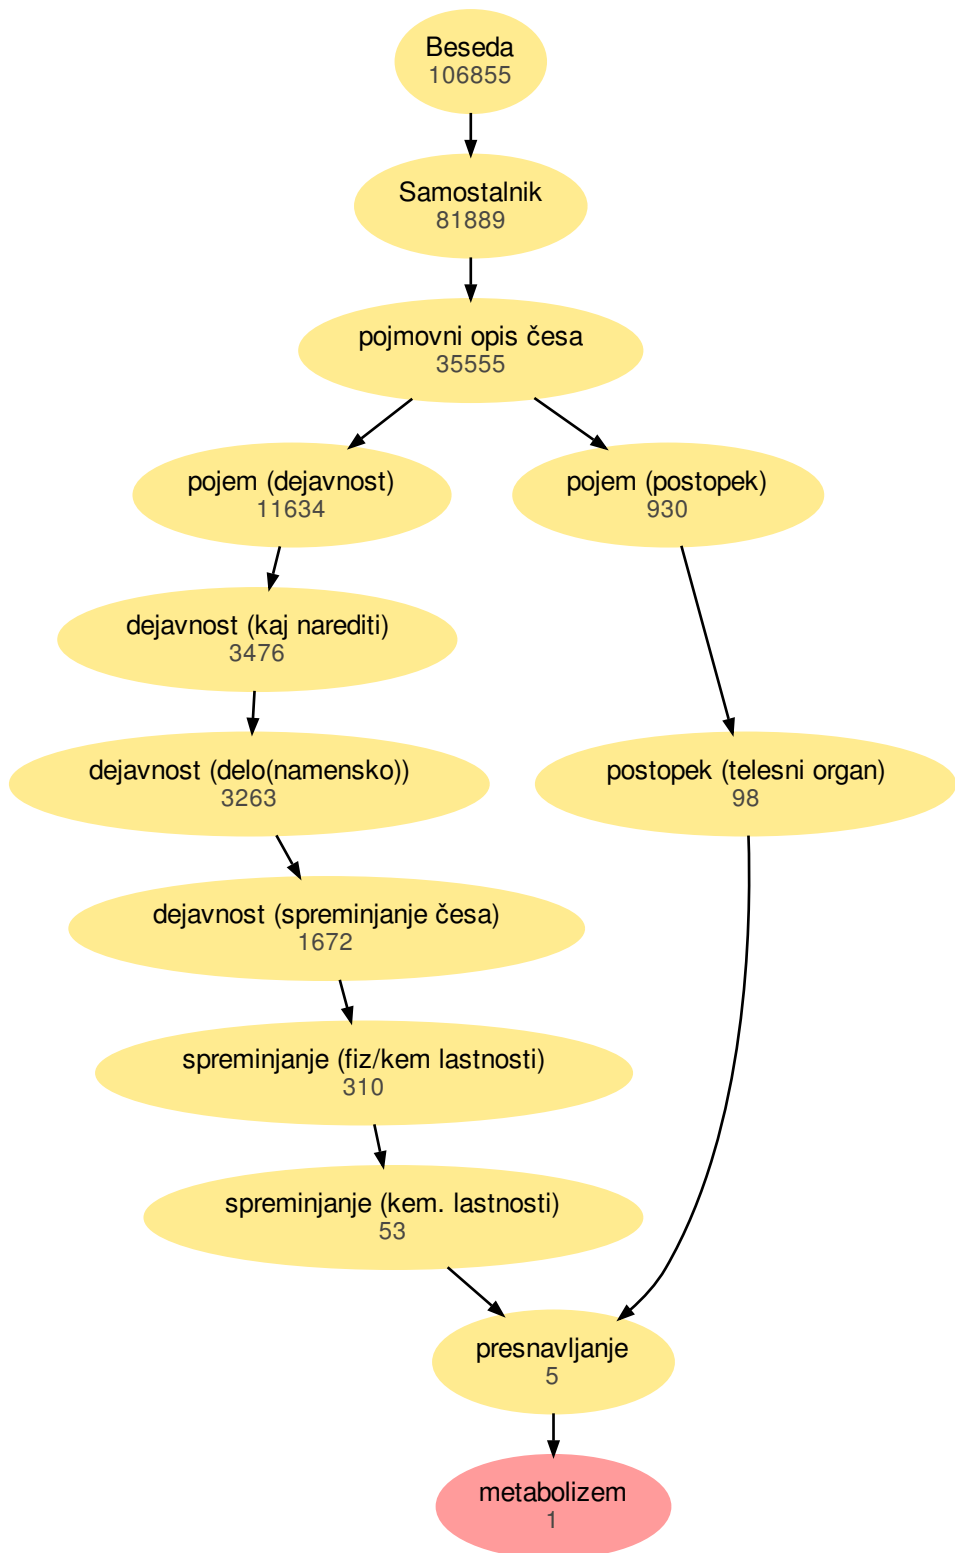 Beseda
106855
Samostalnik
81889
pojmovni opis česa
35555
pojem (dejavnost)
11634
pojem (postopek)
930
dejavnost (kaj narediti)
3476
dejavnost (delo(namensko))
3263
postopek (telesni organ)
98
dejavnost (spreminjanje česa)
1672
spreminjanje (fiz/kem lastnosti)
310
spreminjanje (kem. lastnosti)
53
presnavljanje
5
metabolizem
1